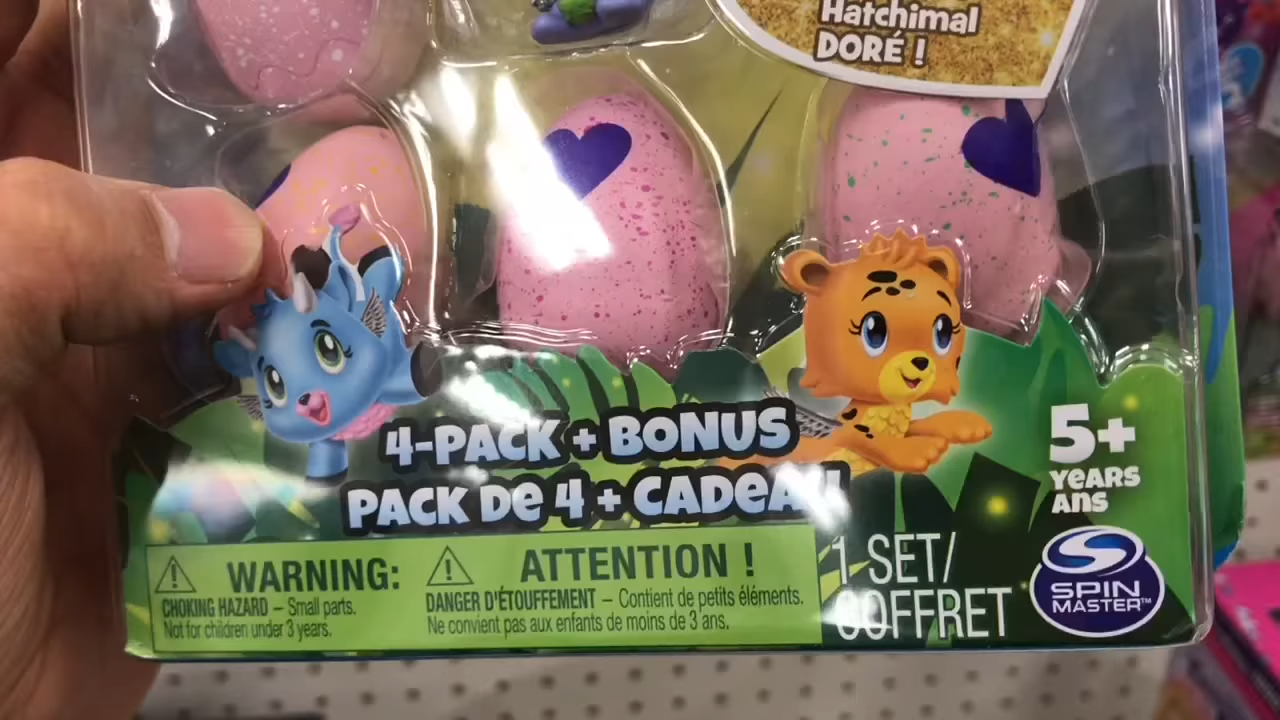 Hatchimal
DORÉ !
4-PACK + BONUS
PACK De 4 + CADeAU
5+
YEARS
ANS
WARNING:
CHOKING HAZARD – Small parts.
Not for children under 3 years.
ATTENTION !
DANGER D'ÉTOUFFEMENT – Contient de petits éléments.
Ne convient pas aux enfants de moins de 3 ans.
1 SET/
COFFRET
SPIN
MASTER™